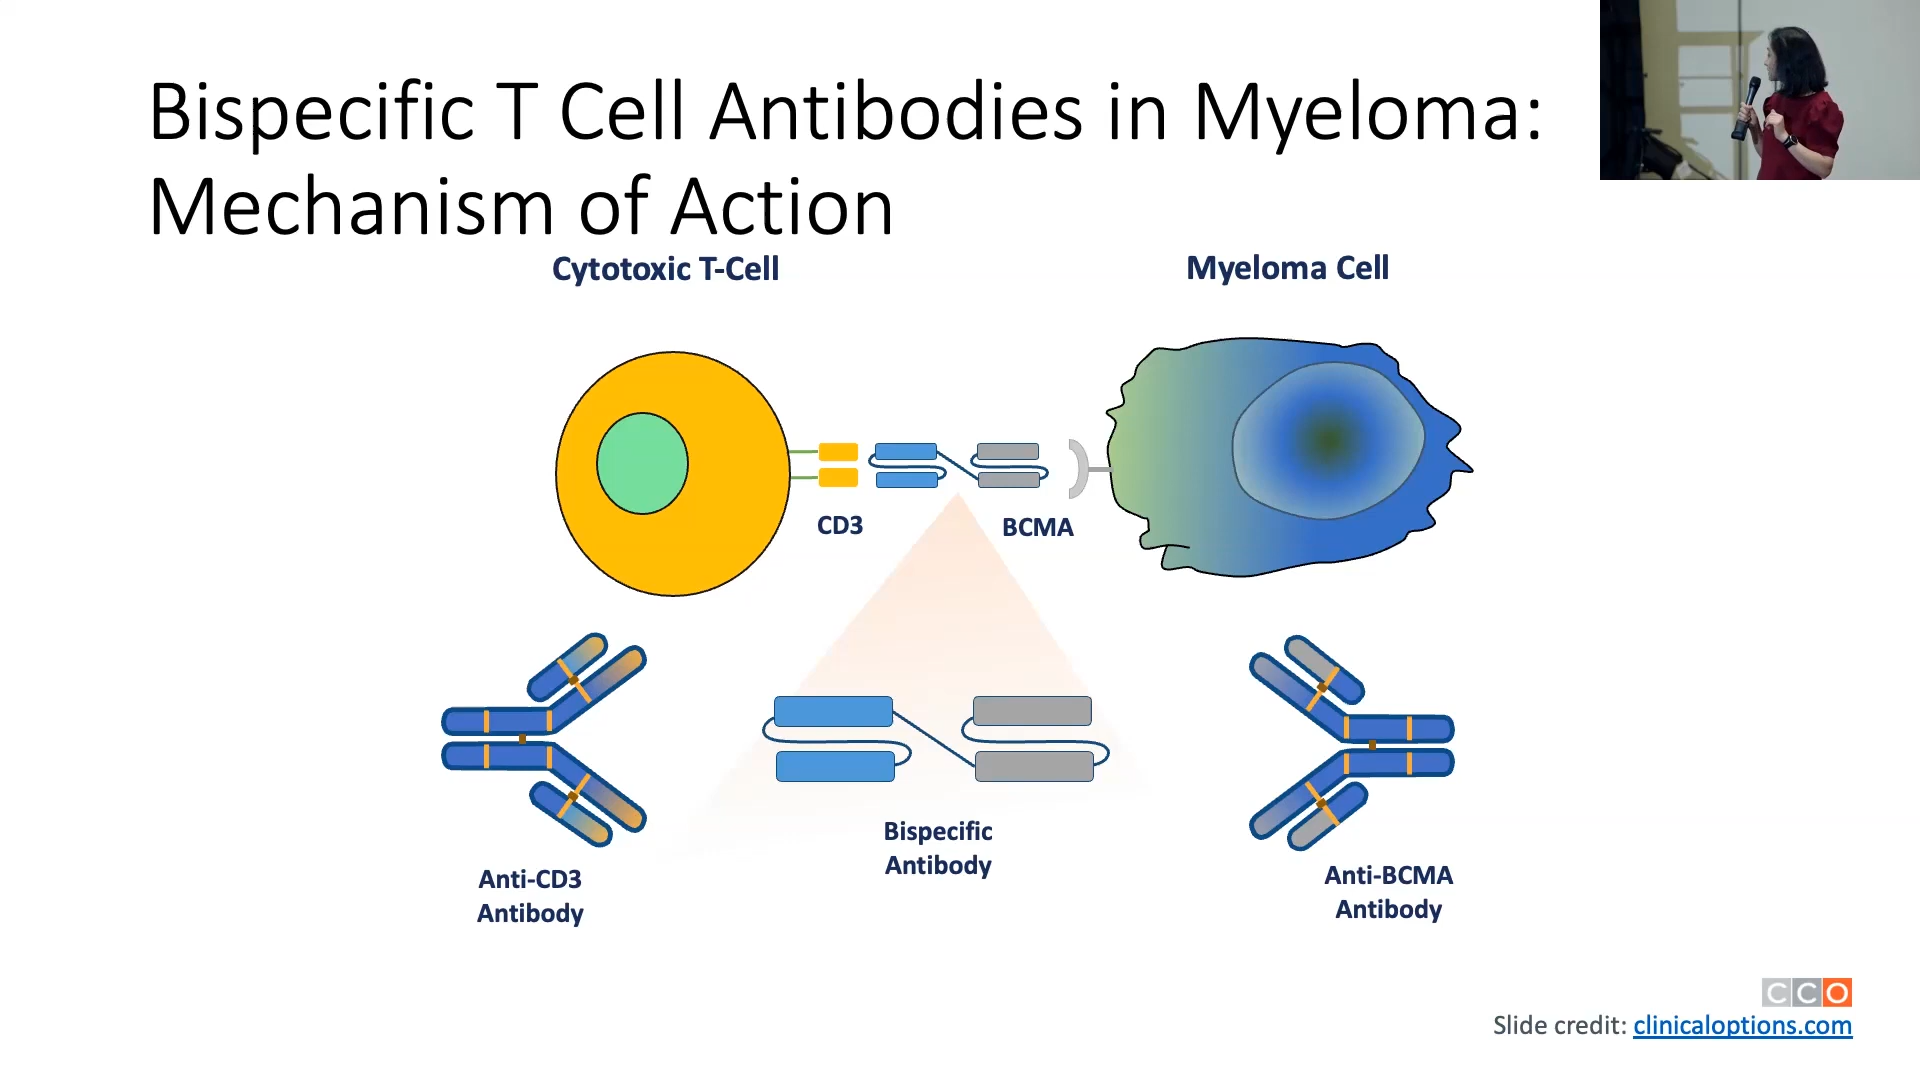 Bispecific T Cell Antibodies in Myeloma:
Mechanism of Action
Cytotoxic T-Cell
Myeloma Cell
CD3
BCMA
Bispecific
Antibody
Anti-CD3
Antibody
Anti-BCMA
Antibody
CCO
Slide credit: clinicaloptions.com